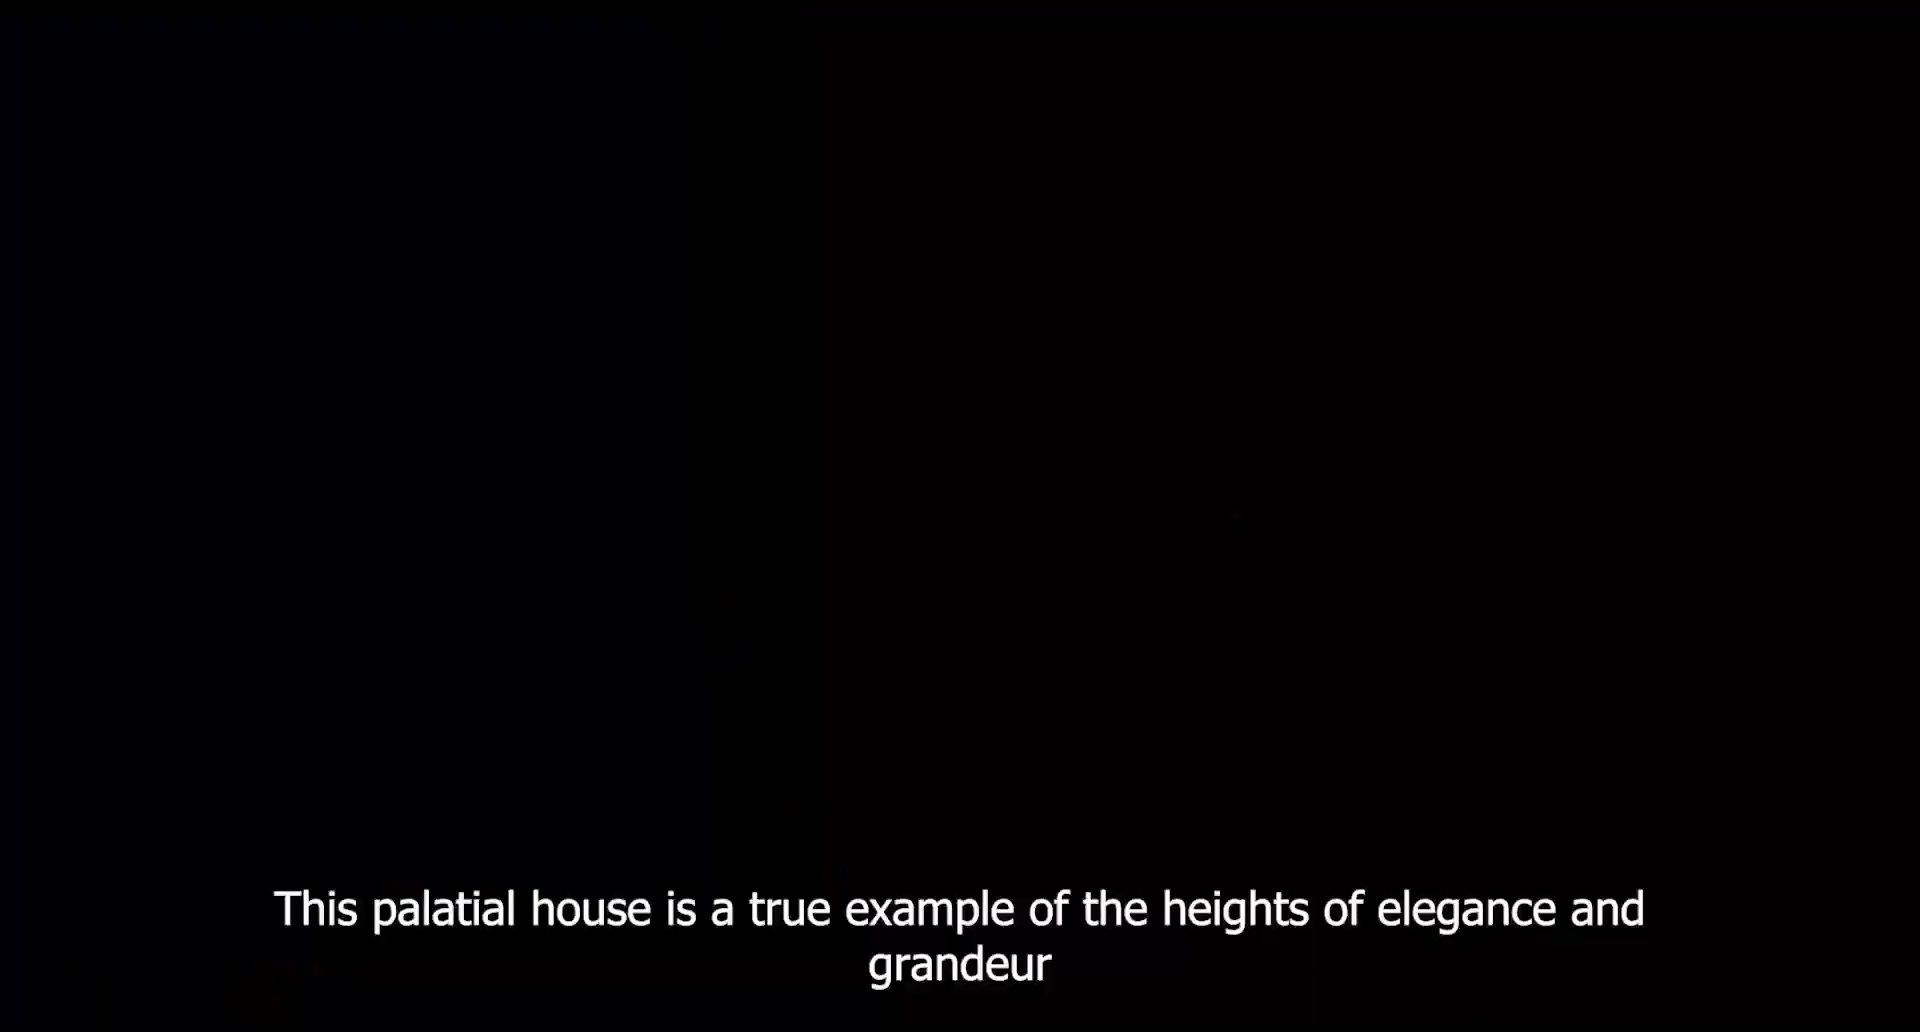 This palatial house is a true example of the heights of elegance and
grandeur